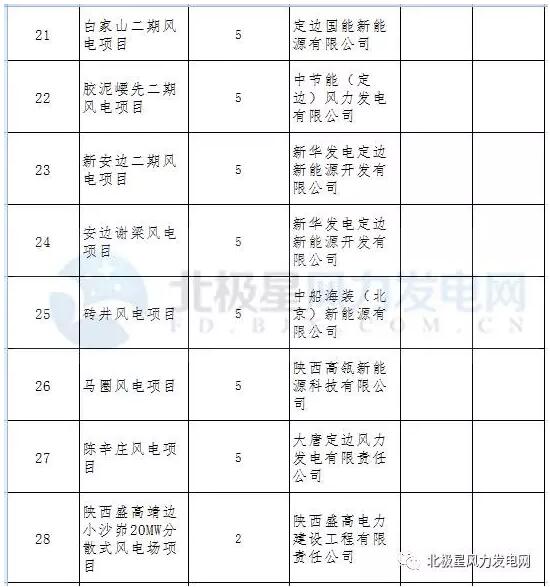 21
白家山二期风
电项目
5
定边国能新能
源有限公司
22
胶泥崾先二期
风电项目
5
中节能（定
边）风力发电
有限公司
23
新安边二期风
电项目
5
新华发电定边
新能源开发有
限公司
24
安边谢梁风电
项目
5
新华发电定边
新能源开发有
限公司
25
砖井风电项目
5
中船海装（北
京）新能源有
限公司
26
马圈风电项目
5
陕西高瓴新能
源科技有限公
司
27
陈辛庄风电项
目
5
大唐定边风力
发电有限责任
公司
28
陕西盛高靖边
小沙峁20MW分
散式风电场项
目
2
陕西盛高电力
建设工程有限
责任公司
北极星风力发电网
FD.BJX.COM.CN
北极星风力发电网